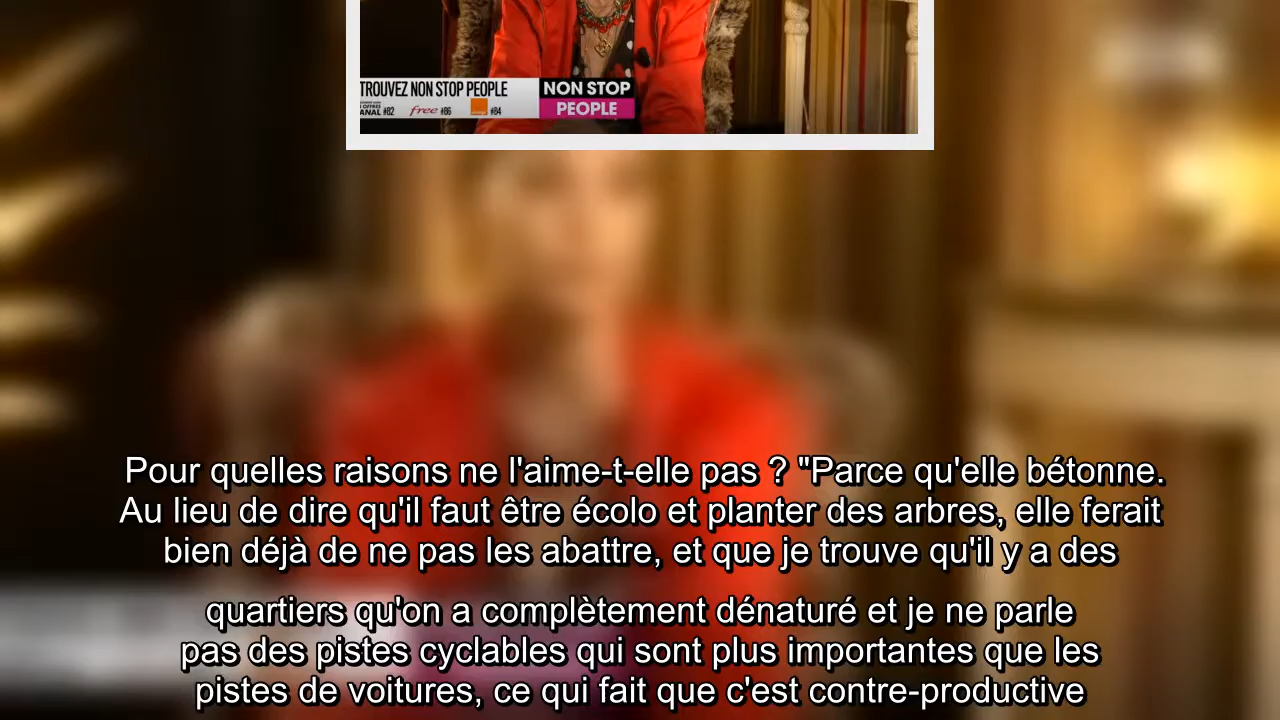 TROUVEZ NON STOP PEOPLE
NON STOP
PEOPLE
ANAL #82 free #86 #84
Pour quelles raisons ne l'aime-t-elle pas ? "Parce qu'elle bétonne.
Au lieu de dire qu'il faut être écolo et planter des arbres, elle ferait
bien déjà de ne pas les abattre, et que je trouve qu'il y a des
quartiers qu'on a complètement dénaturé et je ne parle
pas des pistes cyclables qui sont plus importantes que les
pistes de voitures, ce qui fait que c'est contre-productive